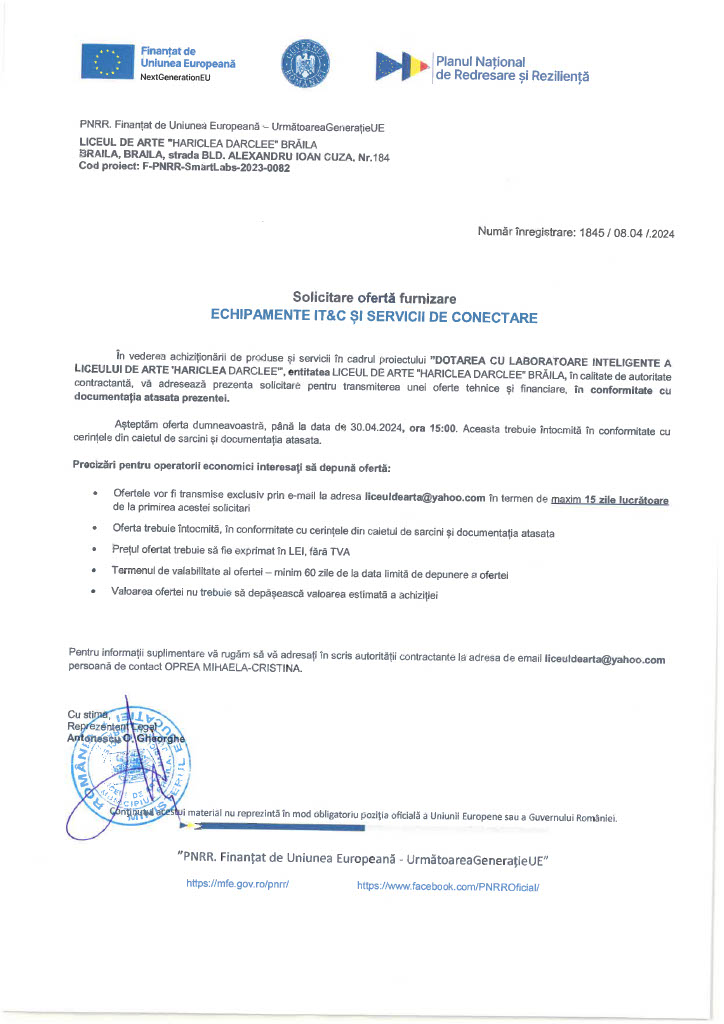 Finanțat de
Uniunea Europeană
NextGenerationEU
GUVERNUL ROMÂNIEI
Planul Național
de Redresare și Reziliență
PNRR. Finanțat de Uniunea Europeană – UrmătoareaGenerațieUE
LICEUL DE ARTE "HARICLEA DARCLEE" BRĂILA
BRAILA, BRAILA, strada BLD. ALEXANDRU IOAN CUZA, Nr.184
Cod proiect: F-PNRR-SmartLabs-2023-0082
Număr înregistrare: 1845 / 08.04 /.2024
Solicitare ofertă furnizare
ECHIPAMENTE IT&C ȘI SERVICII DE CONECTARE
În vederea achiziționării de produse și servicii în cadrul proiectului "DOTAREA CU LABORATOARE INTELIGENTE A
LICEULUI DE ARTE 'HARICLEA DARCLEE'", entitatea LICEUL DE ARTE "HARICLEA DARCLEE" BRĂILA, în calitate de autoritate
contractantă, vă adresează prezenta solicitare pentru transmiterea unei oferte tehnice și financiare, în conformitate cu
documentația atasata prezentei.
Așteptăm oferta dumneavoastră, până la data de 30.04.2024, ora 15:00. Aceasta trebuie întocmită în conformitate cu
cerințele din caietul de sarcini și documentația atasata.
Precizări pentru operatorii economici interesați să depună ofertă:
• Ofertele vor fi transmise exclusiv prin e-mail la adresa liceuldearta@yahoo.com în termen de maxim 15 zile lucrătoare
de la primirea acestei solicitari
• Oferta trebuie întocmită, în conformitate cu cerințele din caietul de sarcini și documentația atasata
• Prețul ofertat trebuie să fie exprimat în LEI, fără TVA
• Termenul de valabilitate al ofertei – minim 60 zile de la data limită de depunere a ofertei
• Valoarea ofertei nu trebuie să depășească valoarea estimată a achiziției
Pentru informații suplimentare vă rugăm să vă adresați în scris autorității contractante la adresa de email liceuldearta@yahoo.com
persoană de contact OPREA MIHAELA-CRISTINA.
Cu stimă,
Reprezentant Legal
Antonescu O. Gheorghe
ROMÂNIA MINISTERUL EDUCAȚIEI
Conținutul acestui material nu reprezintă în mod obligatoriu poziția oficială a Uniunii Europene sau a Guvernului României.
"PNRR. Finanțat de Uniunea Europeană - UrmătoareaGenerațieUE"
https://mfe.gov.ro/pnrr/ https://www.facebook.com/PNRROficial/